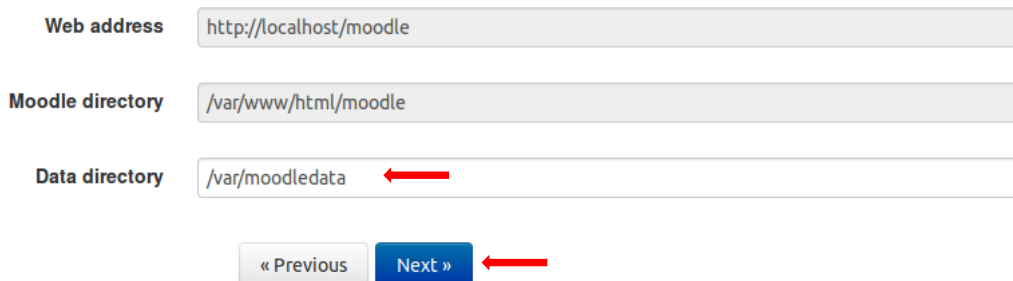 Web address http://localhost/moodle
Moodle directory /var/www/html/moodle
Data directory /var/moodledata
« Previous Next »